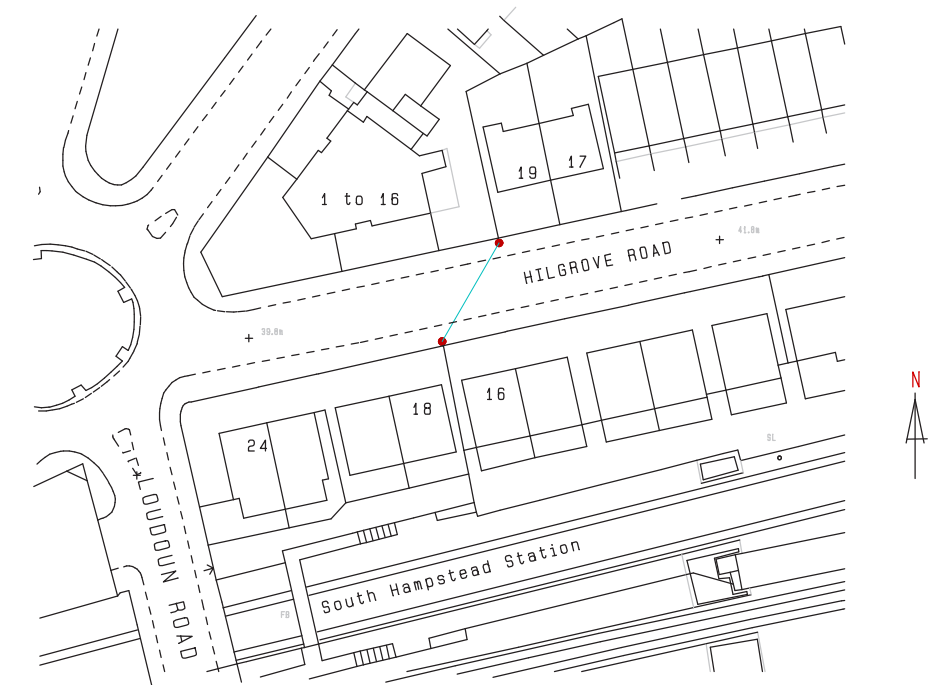 19
17
1 to 16
HILGROVE ROAD
41.8m
39.8m
N
16
18
24
SL
LOUDOUN ROAD
South Hampstead Station
FB